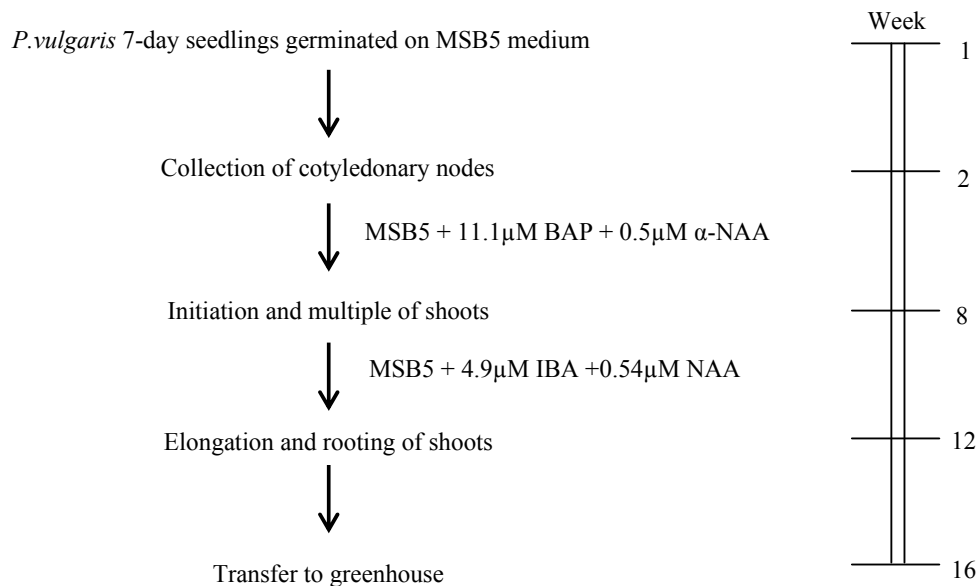 Week
P.vulgaris 7-day seedlings germinated on MSB5 medium
1
Collection of cotyledonary nodes
2
MSB5 + 11.1µM BAP + 0.5µM α-NAA
Initiation and multiple of shoots
8
MSB5 + 4.9µM IBA +0.54µM NAA
Elongation and rooting of shoots
12
Transfer to greenhouse
16